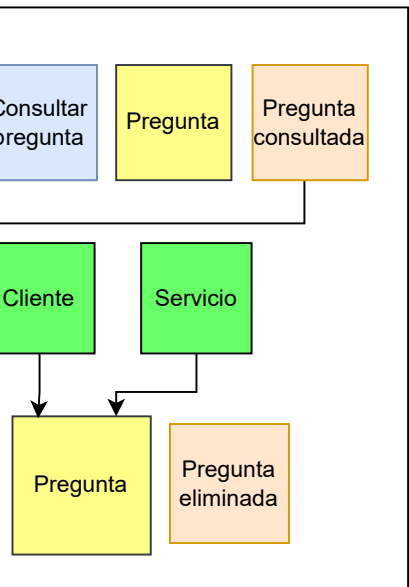 Consultar
pregunta
Pregunta
Pregunta
consultada
Cliente
Servicio
Pregunta
Pregunta
eliminada